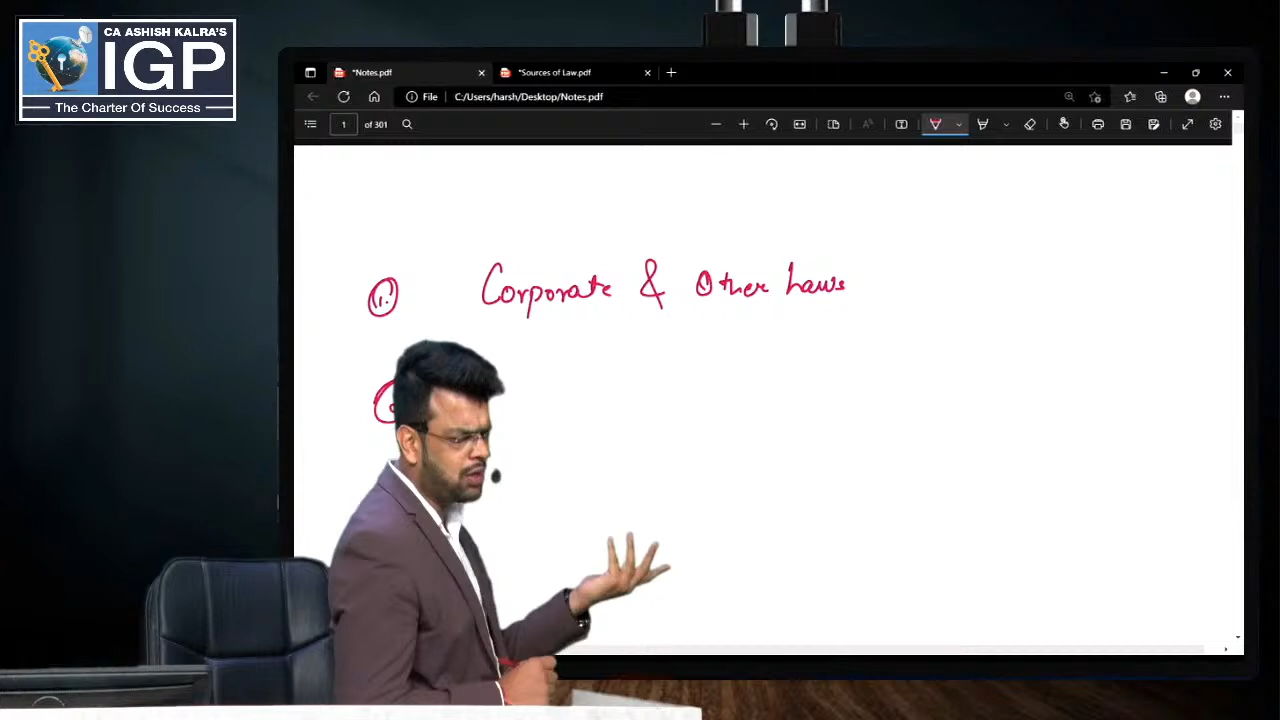 CA ASHISH KALRA'S
IGP
The Charter Of Success
*Notes.pdf
*Sources of Law.pdf
File
C:/Users/harsh/Desktop/Notes.pdf
1 of 301
1. Corporate & Other Laws